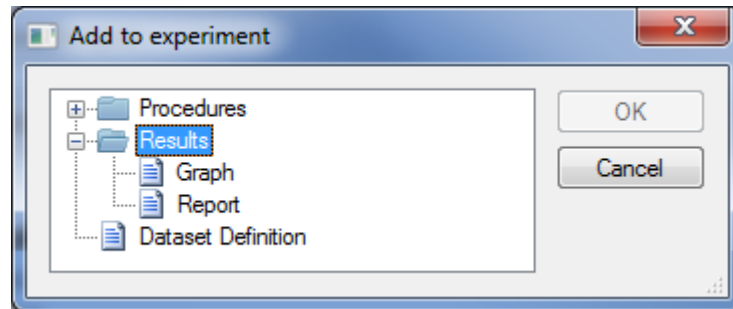 Add to experiment
Procedures
Results
Graph
Report
Dataset Definition
OK
Cancel